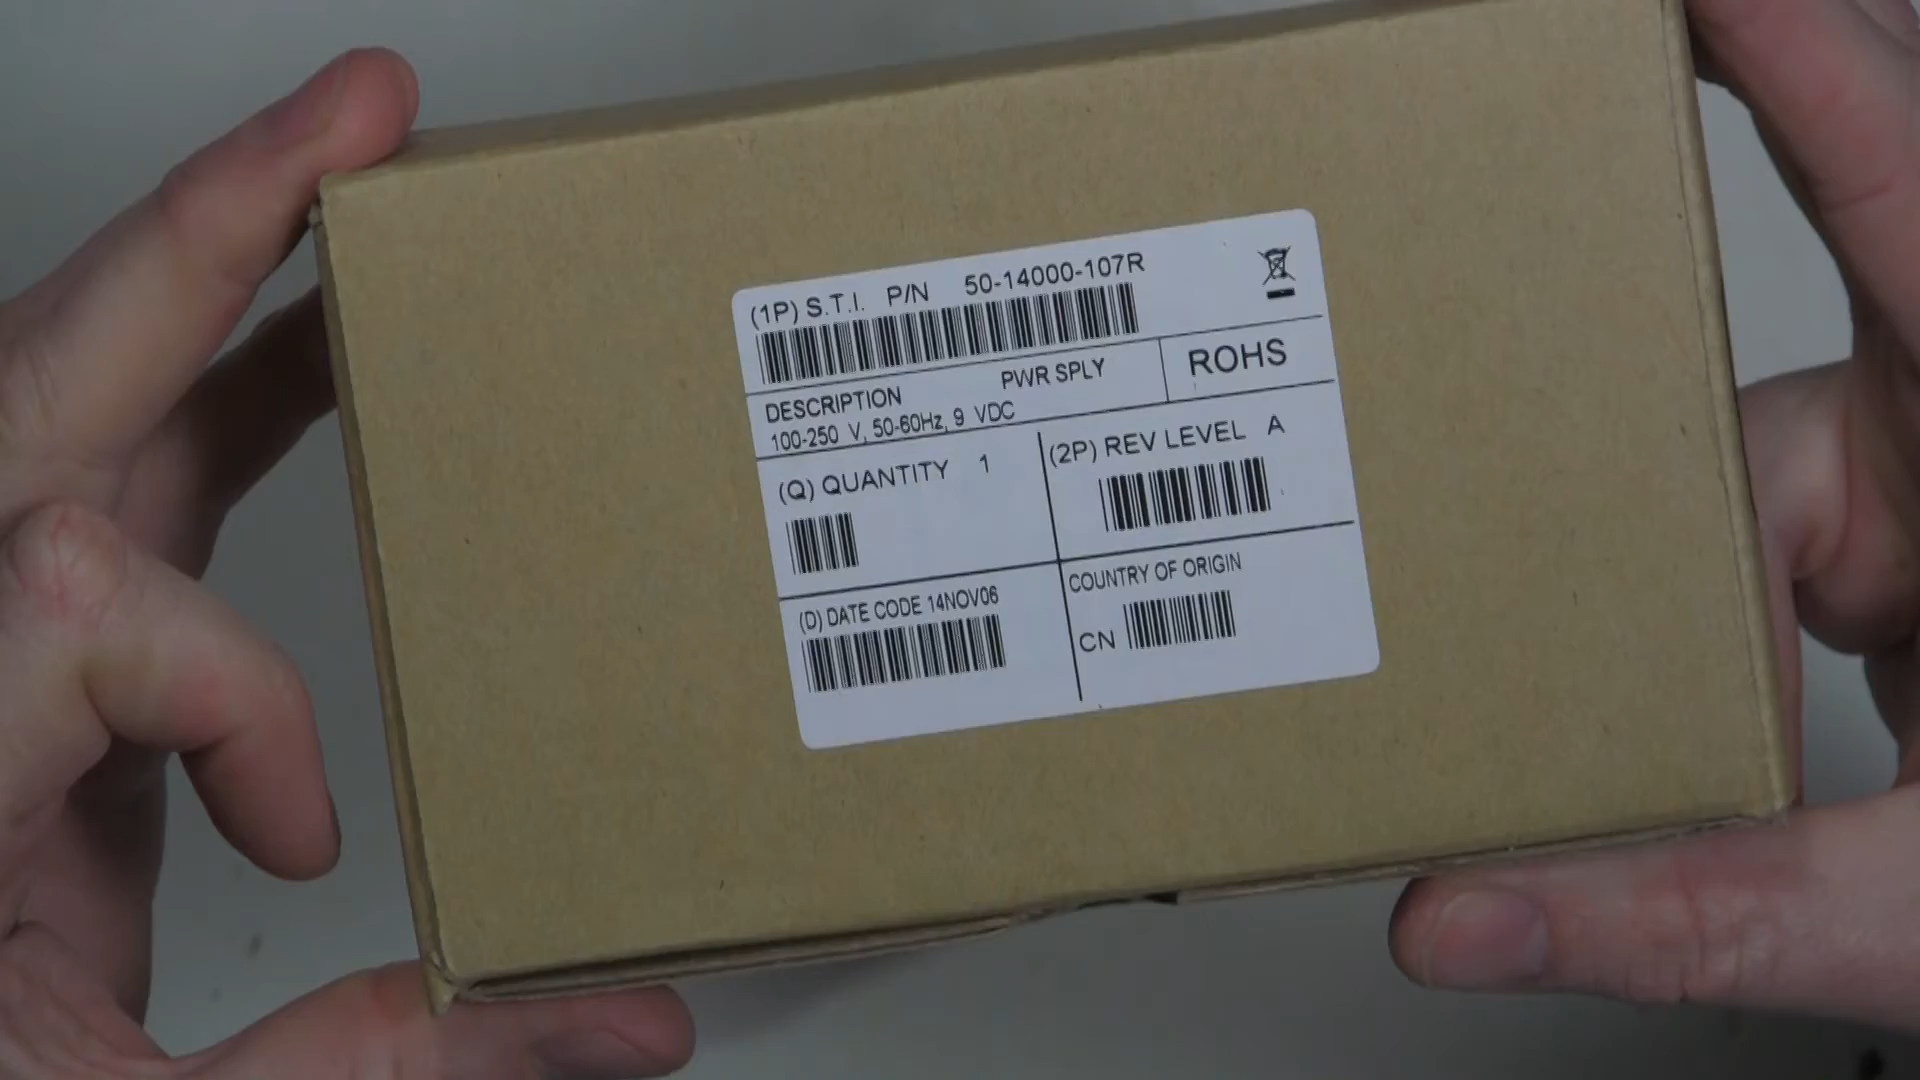 (1P) S.T.I. P/N 50-14000-107R
DESCRIPTION PWR SPLY
100-250 V, 50-60Hz, 9 VDC
ROHS
(Q) QUANTITY 1
(2P) REV LEVEL A
(D) DATE CODE 14NOV06
COUNTRY OF ORIGIN
CN